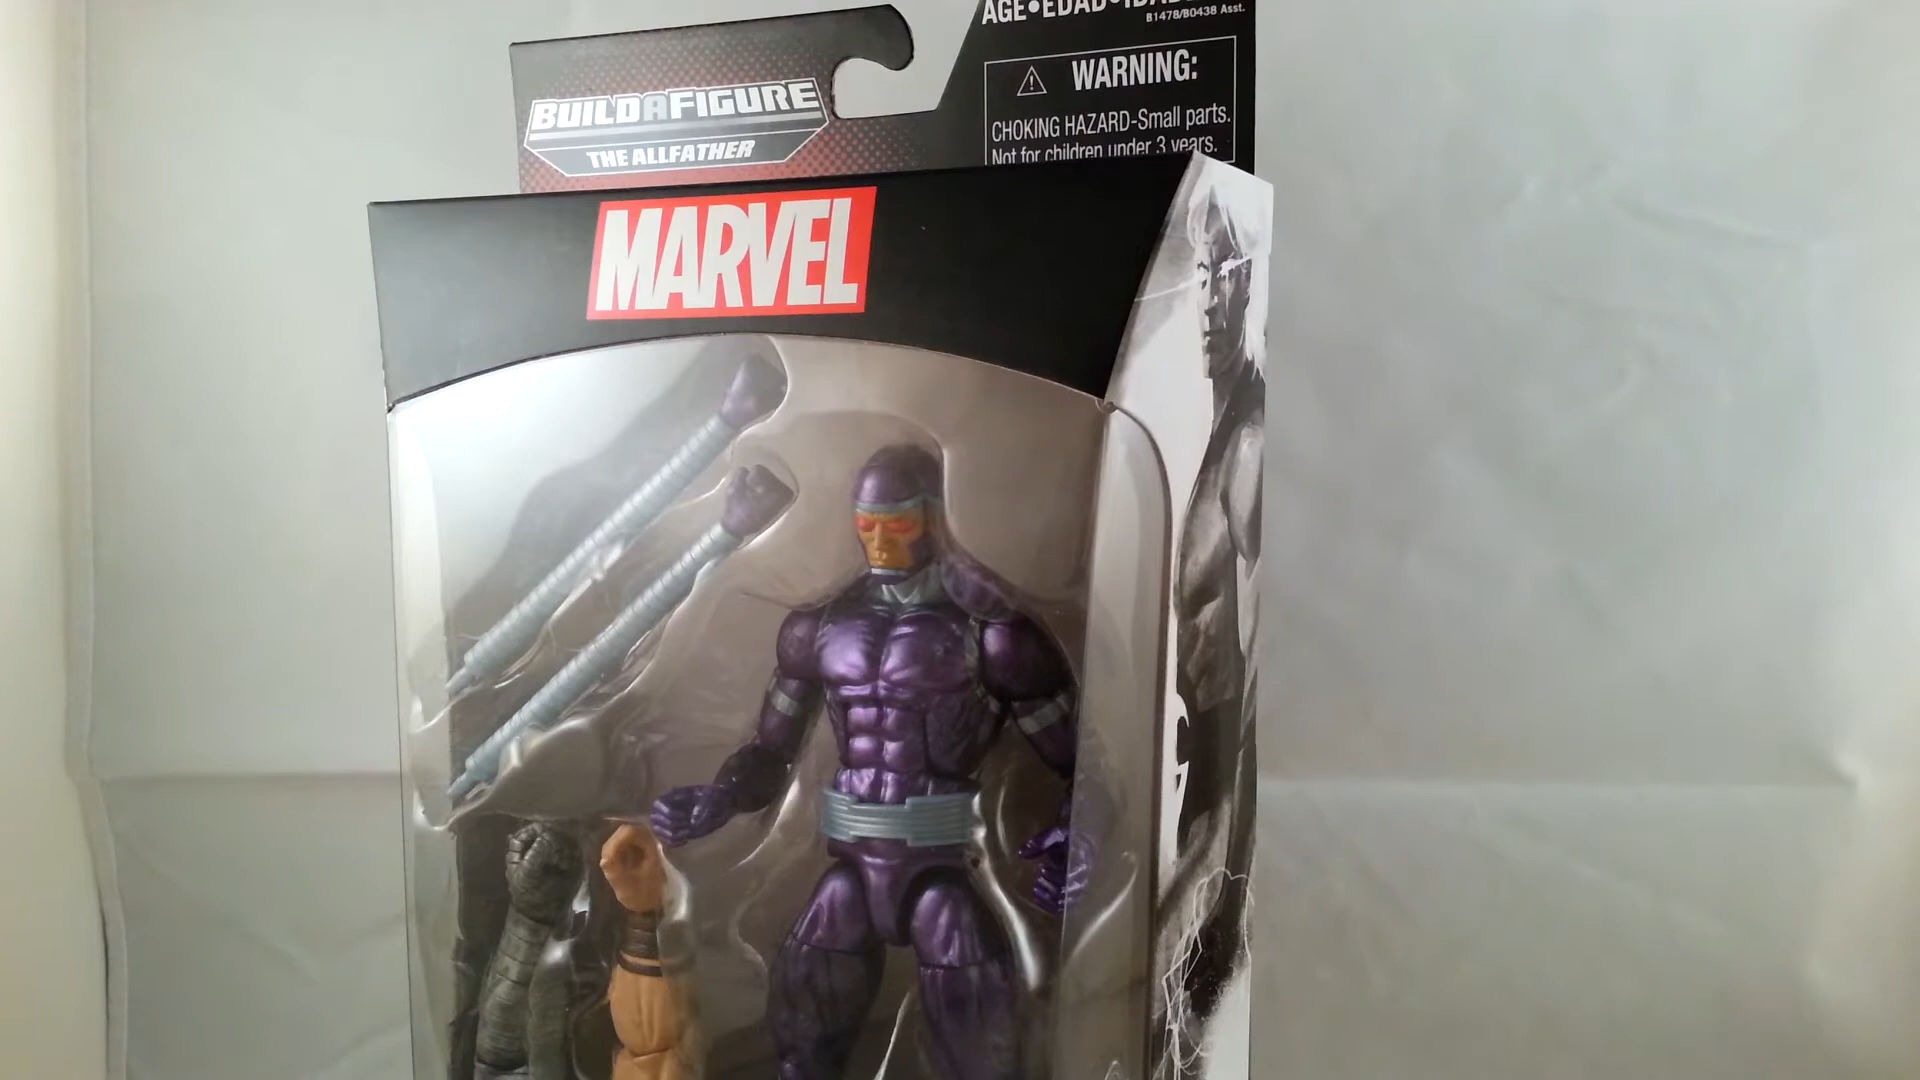 AGE•EDAD•
B1478/B0438 Asst.
BUILDAFIGURE
THE ALLFATHER
WARNING:
CHOKING HAZARD-Small parts.
Not for children under 3 years.
MARVEL